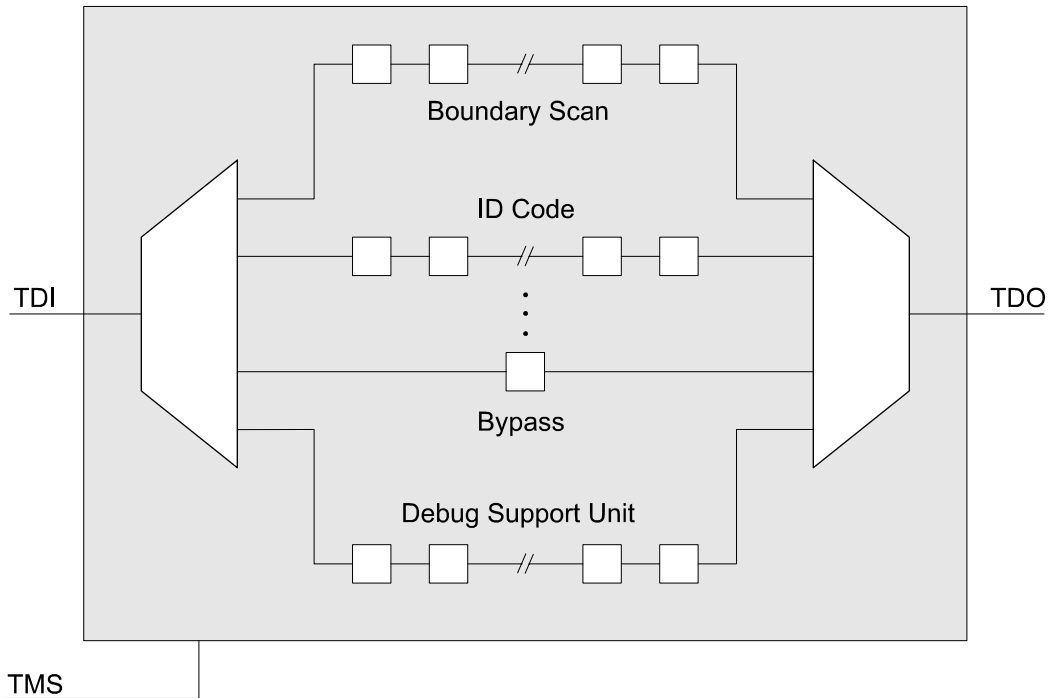 Boundary Scan
ID Code
TDI
TDO
Bypass
Debug Support Unit
TMS